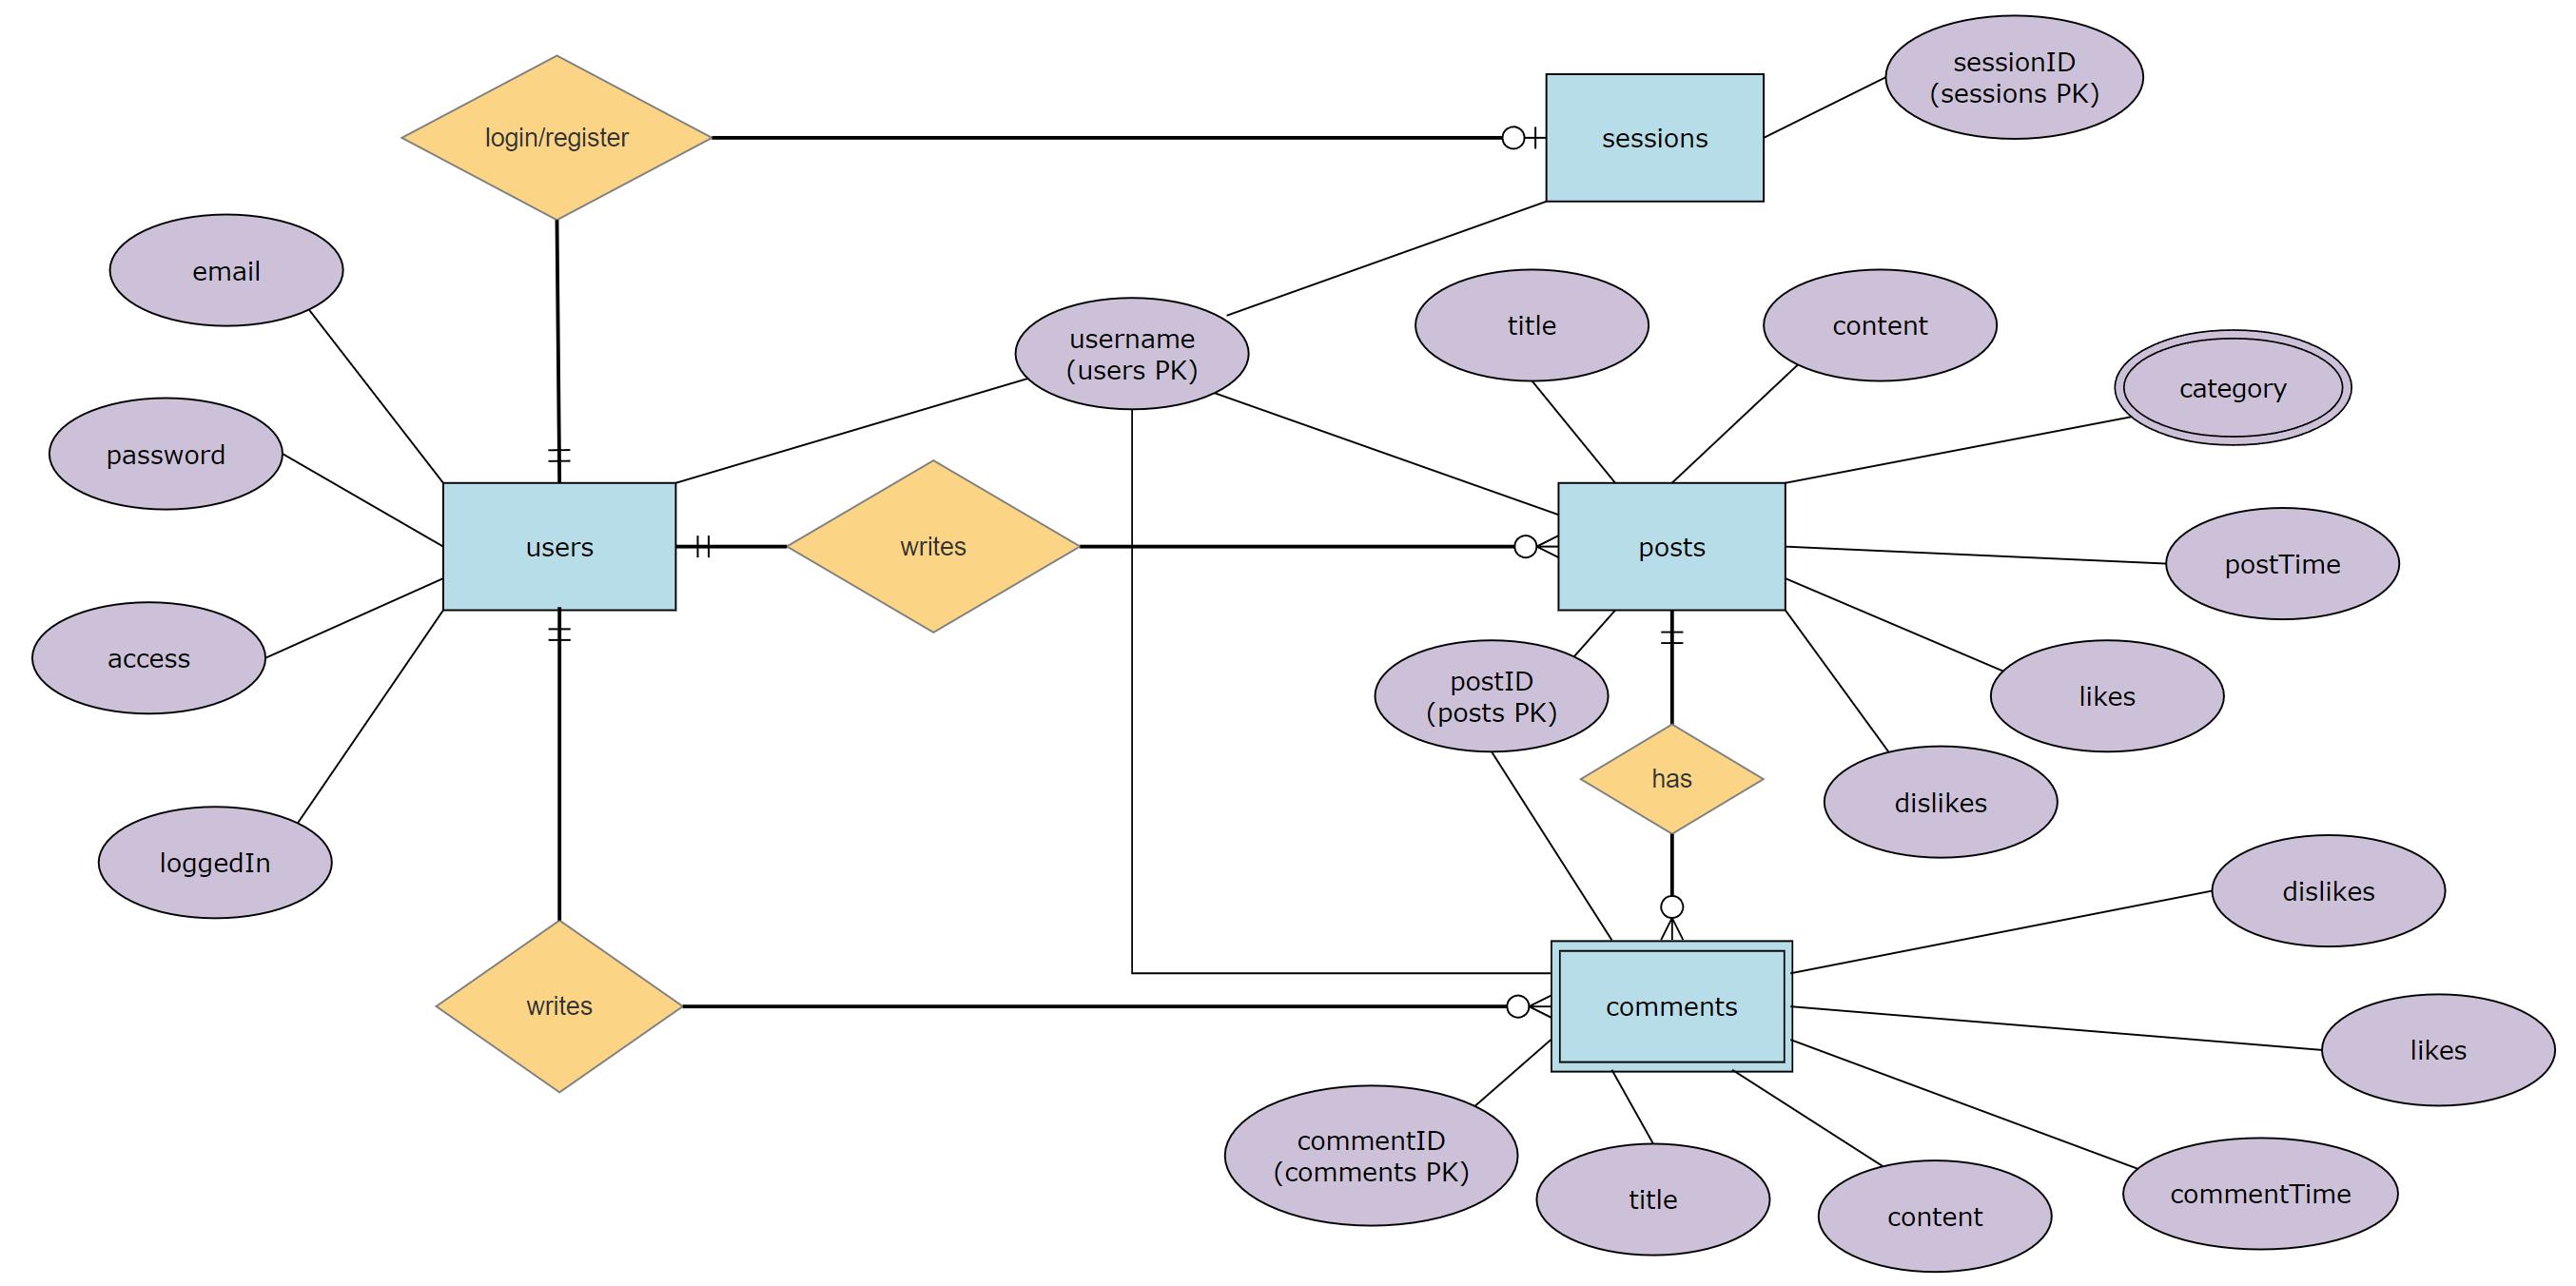 sessionID
(sessions PK)
login/register
sessions
email
username
(users PK)
title
content
category
password
users
writes
posts
postTime
access
postID
(posts PK)
likes
has
dislikes
loggedIn
dislikes
writes
comments
likes
commentID
(comments PK)
title
content
commentTime